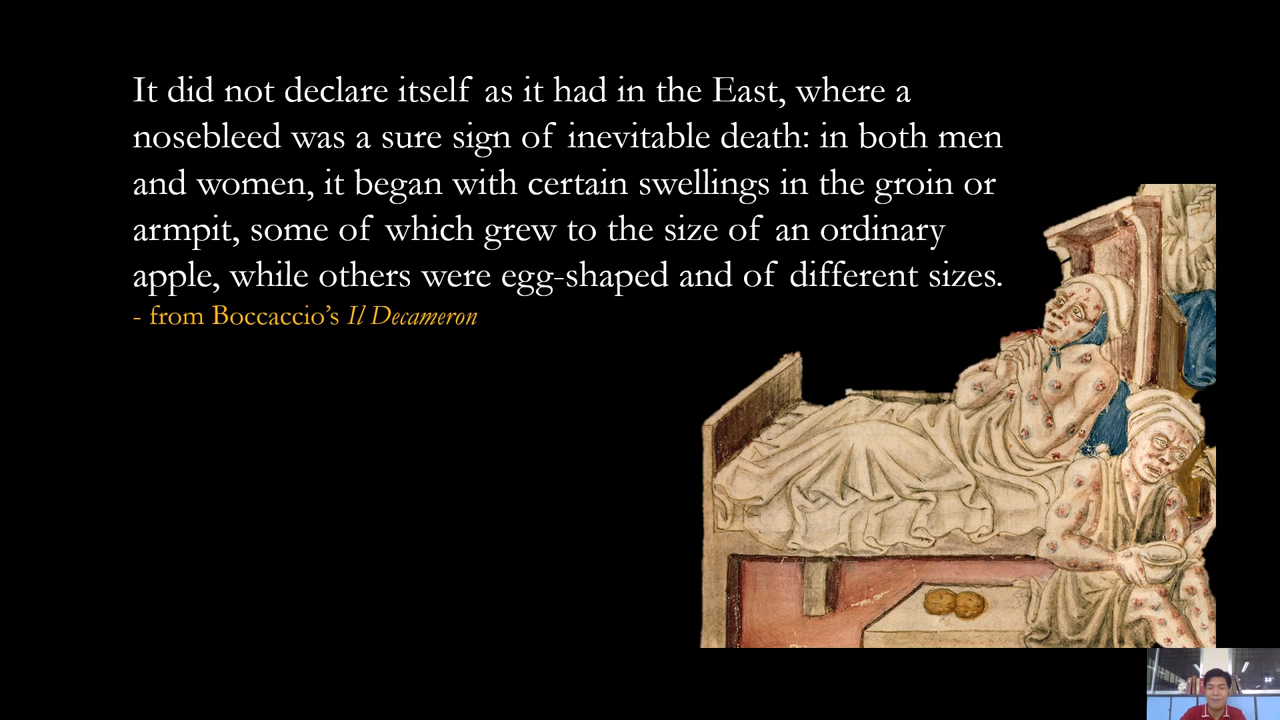 It did not declare itself as it had in the East, where a
nosebleed was a sure sign of inevitable death: in both men
and women, it began with certain swellings in the groin or
armpit, some of which grew to the size of an ordinary
apple, while others were egg-shaped and of different sizes.
- from Boccaccio’s Il Decameron